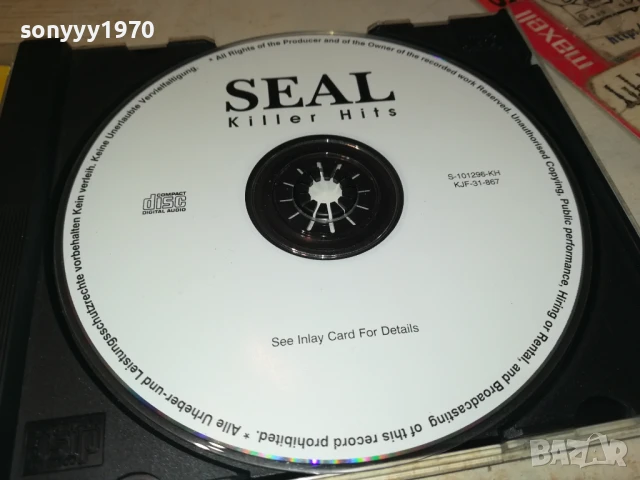 sonyyy1970
SEAL
Killer Hits
COMPACT
disc
DIGITAL AUDIO
S-101296-KH
KJF-31-867
See Inlay Card For Details
* All Rights of the Producer and of the Owner of the recorded work Reserved. Unauthorised Copying, Public performance, Hiring or Rental, and Broadcasting of this record prohibited. * Alle Urheber-und Leistungsschutzrechte vorbehalten Kein verleih. Keine Unerlaubte Vervielfaltigung.
maxell
BAZAR